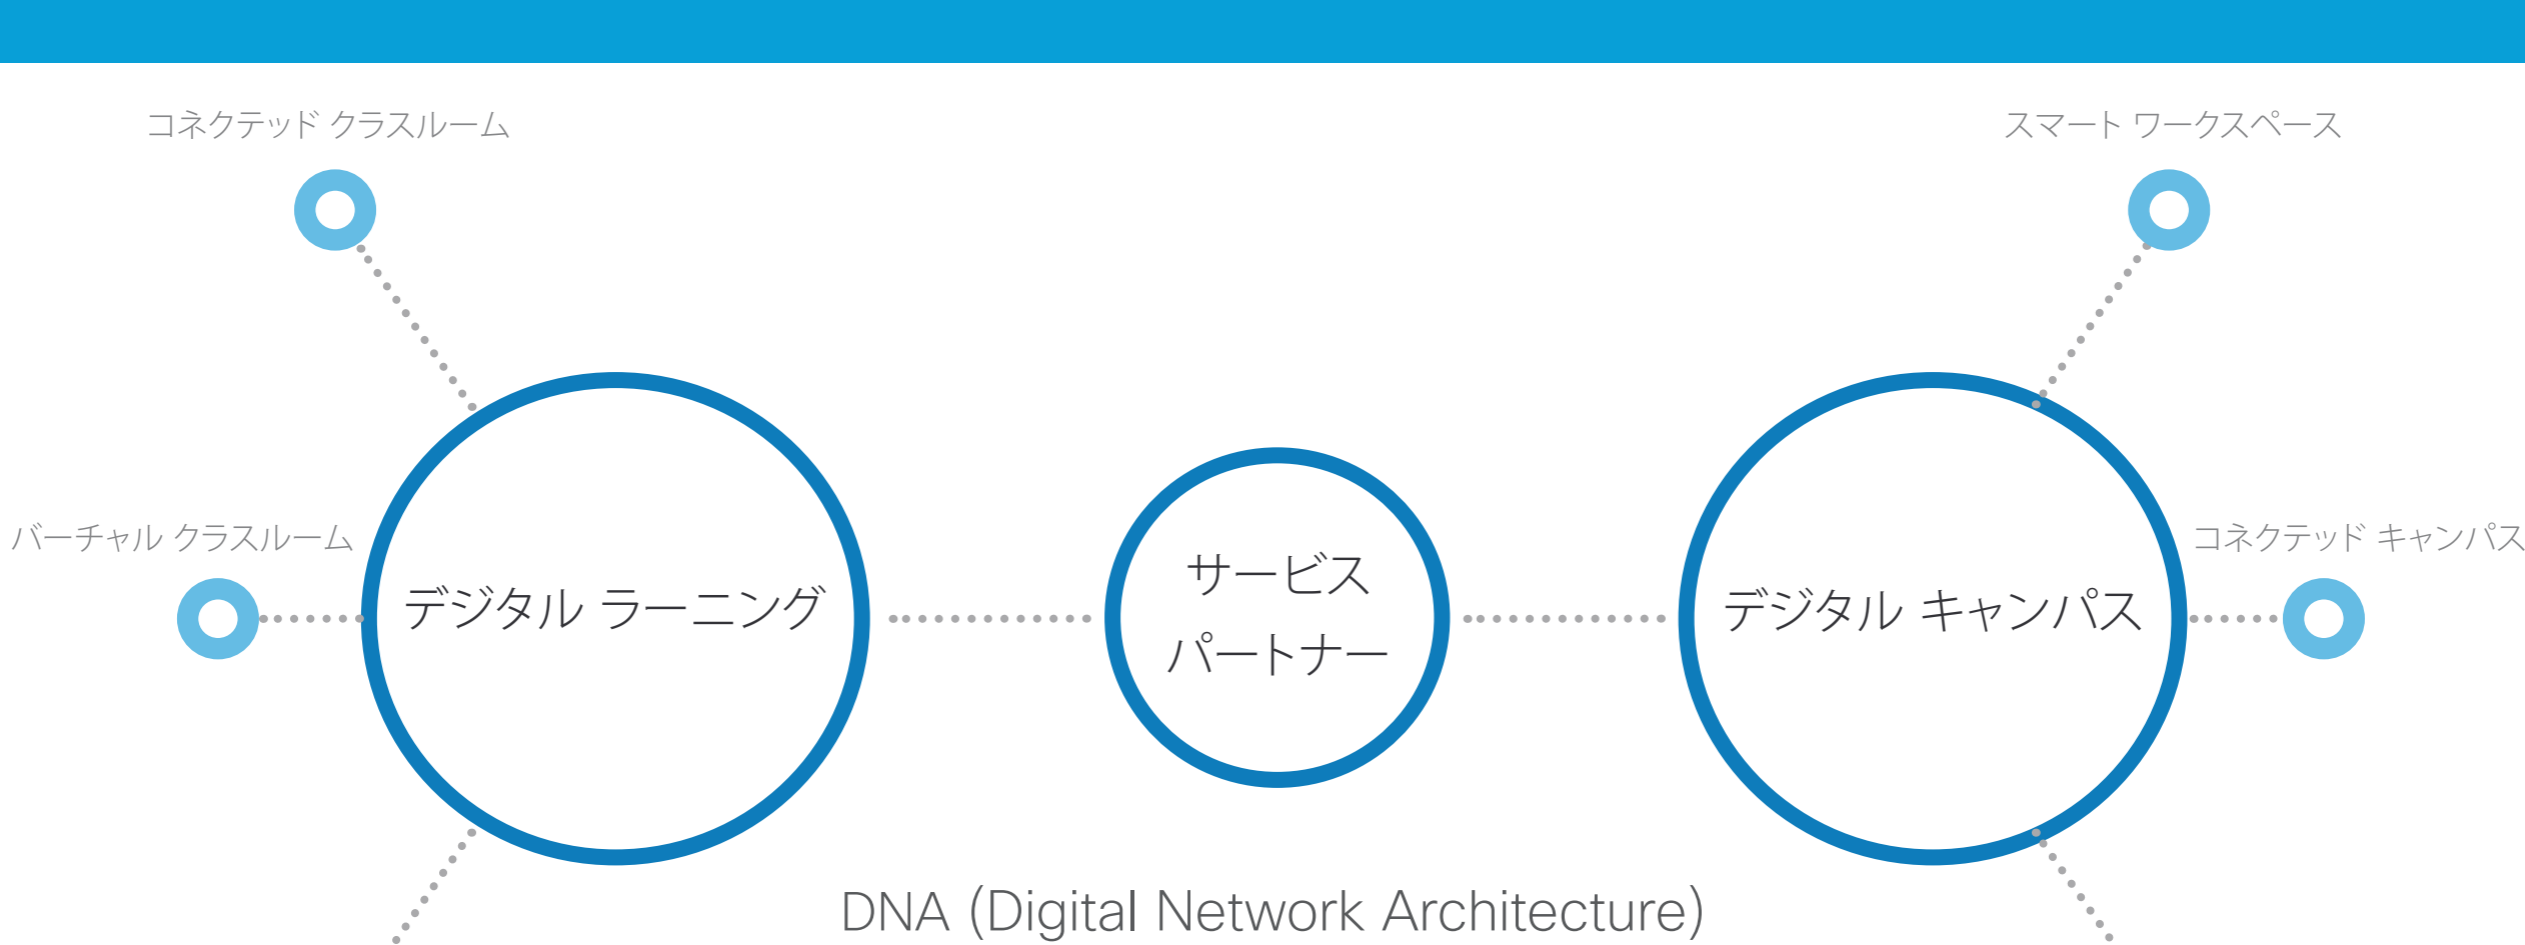 コネクテッド クラスルーム
スマート ワークスペース
バーチャル クラスルーム
コネクテッド キャンパス
デジタル ラーニング
サービス
パートナー
デジタル キャンパス
DNA (Digital Network Architecture)